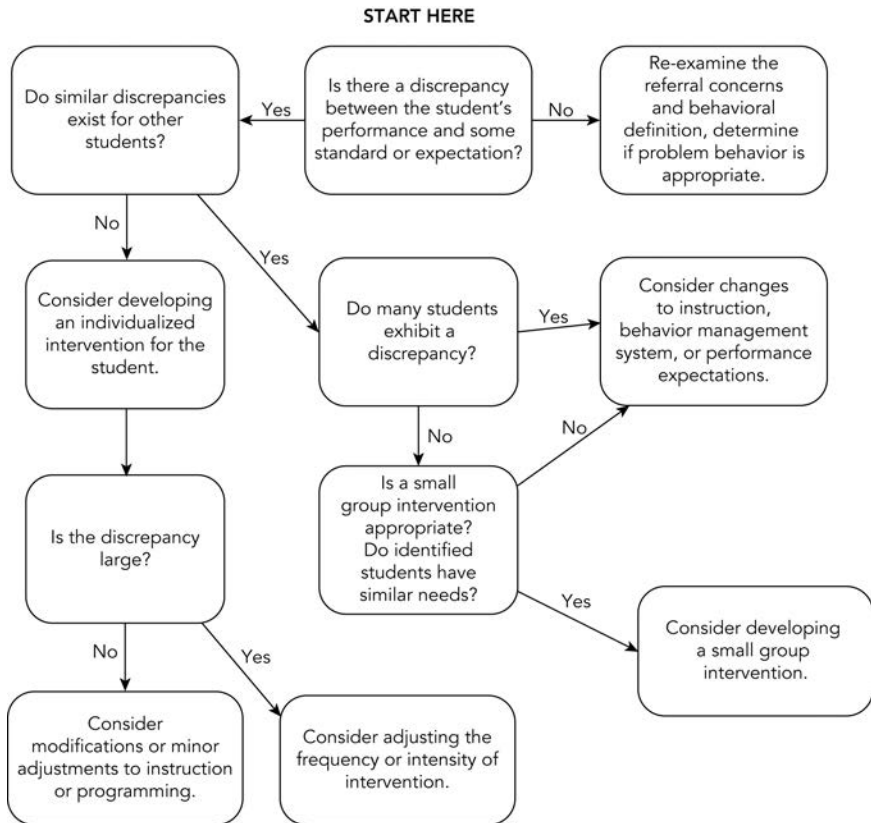 START HERE
Is there a discrepancy
between the student's
performance and some
standard or expectation?
Yes
No
Do similar discrepancies
exist for other
students?
Re-examine the
referral concerns
and behavioral
definition, determine
if problem behavior is
appropriate.
No
Yes
Consider developing
an individualized
intervention for the
student.
Do many students
exhibit a
discrepancy?
Yes
Consider changes
to instruction,
behavior management
system, or performance
expectations.
No
No
Is the discrepancy
large?
Is a small
group intervention
appropriate?
Do identified
students have
similar needs?
Yes
Consider developing
a small group
intervention.
No
Yes
Consider
modifications or minor
adjustments to instruction
or programming.
Consider adjusting the
frequency or intensity of
intervention.